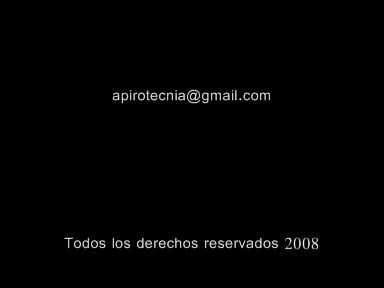 apirotecnia@gmail.com
Todos los derechos reservados 2008